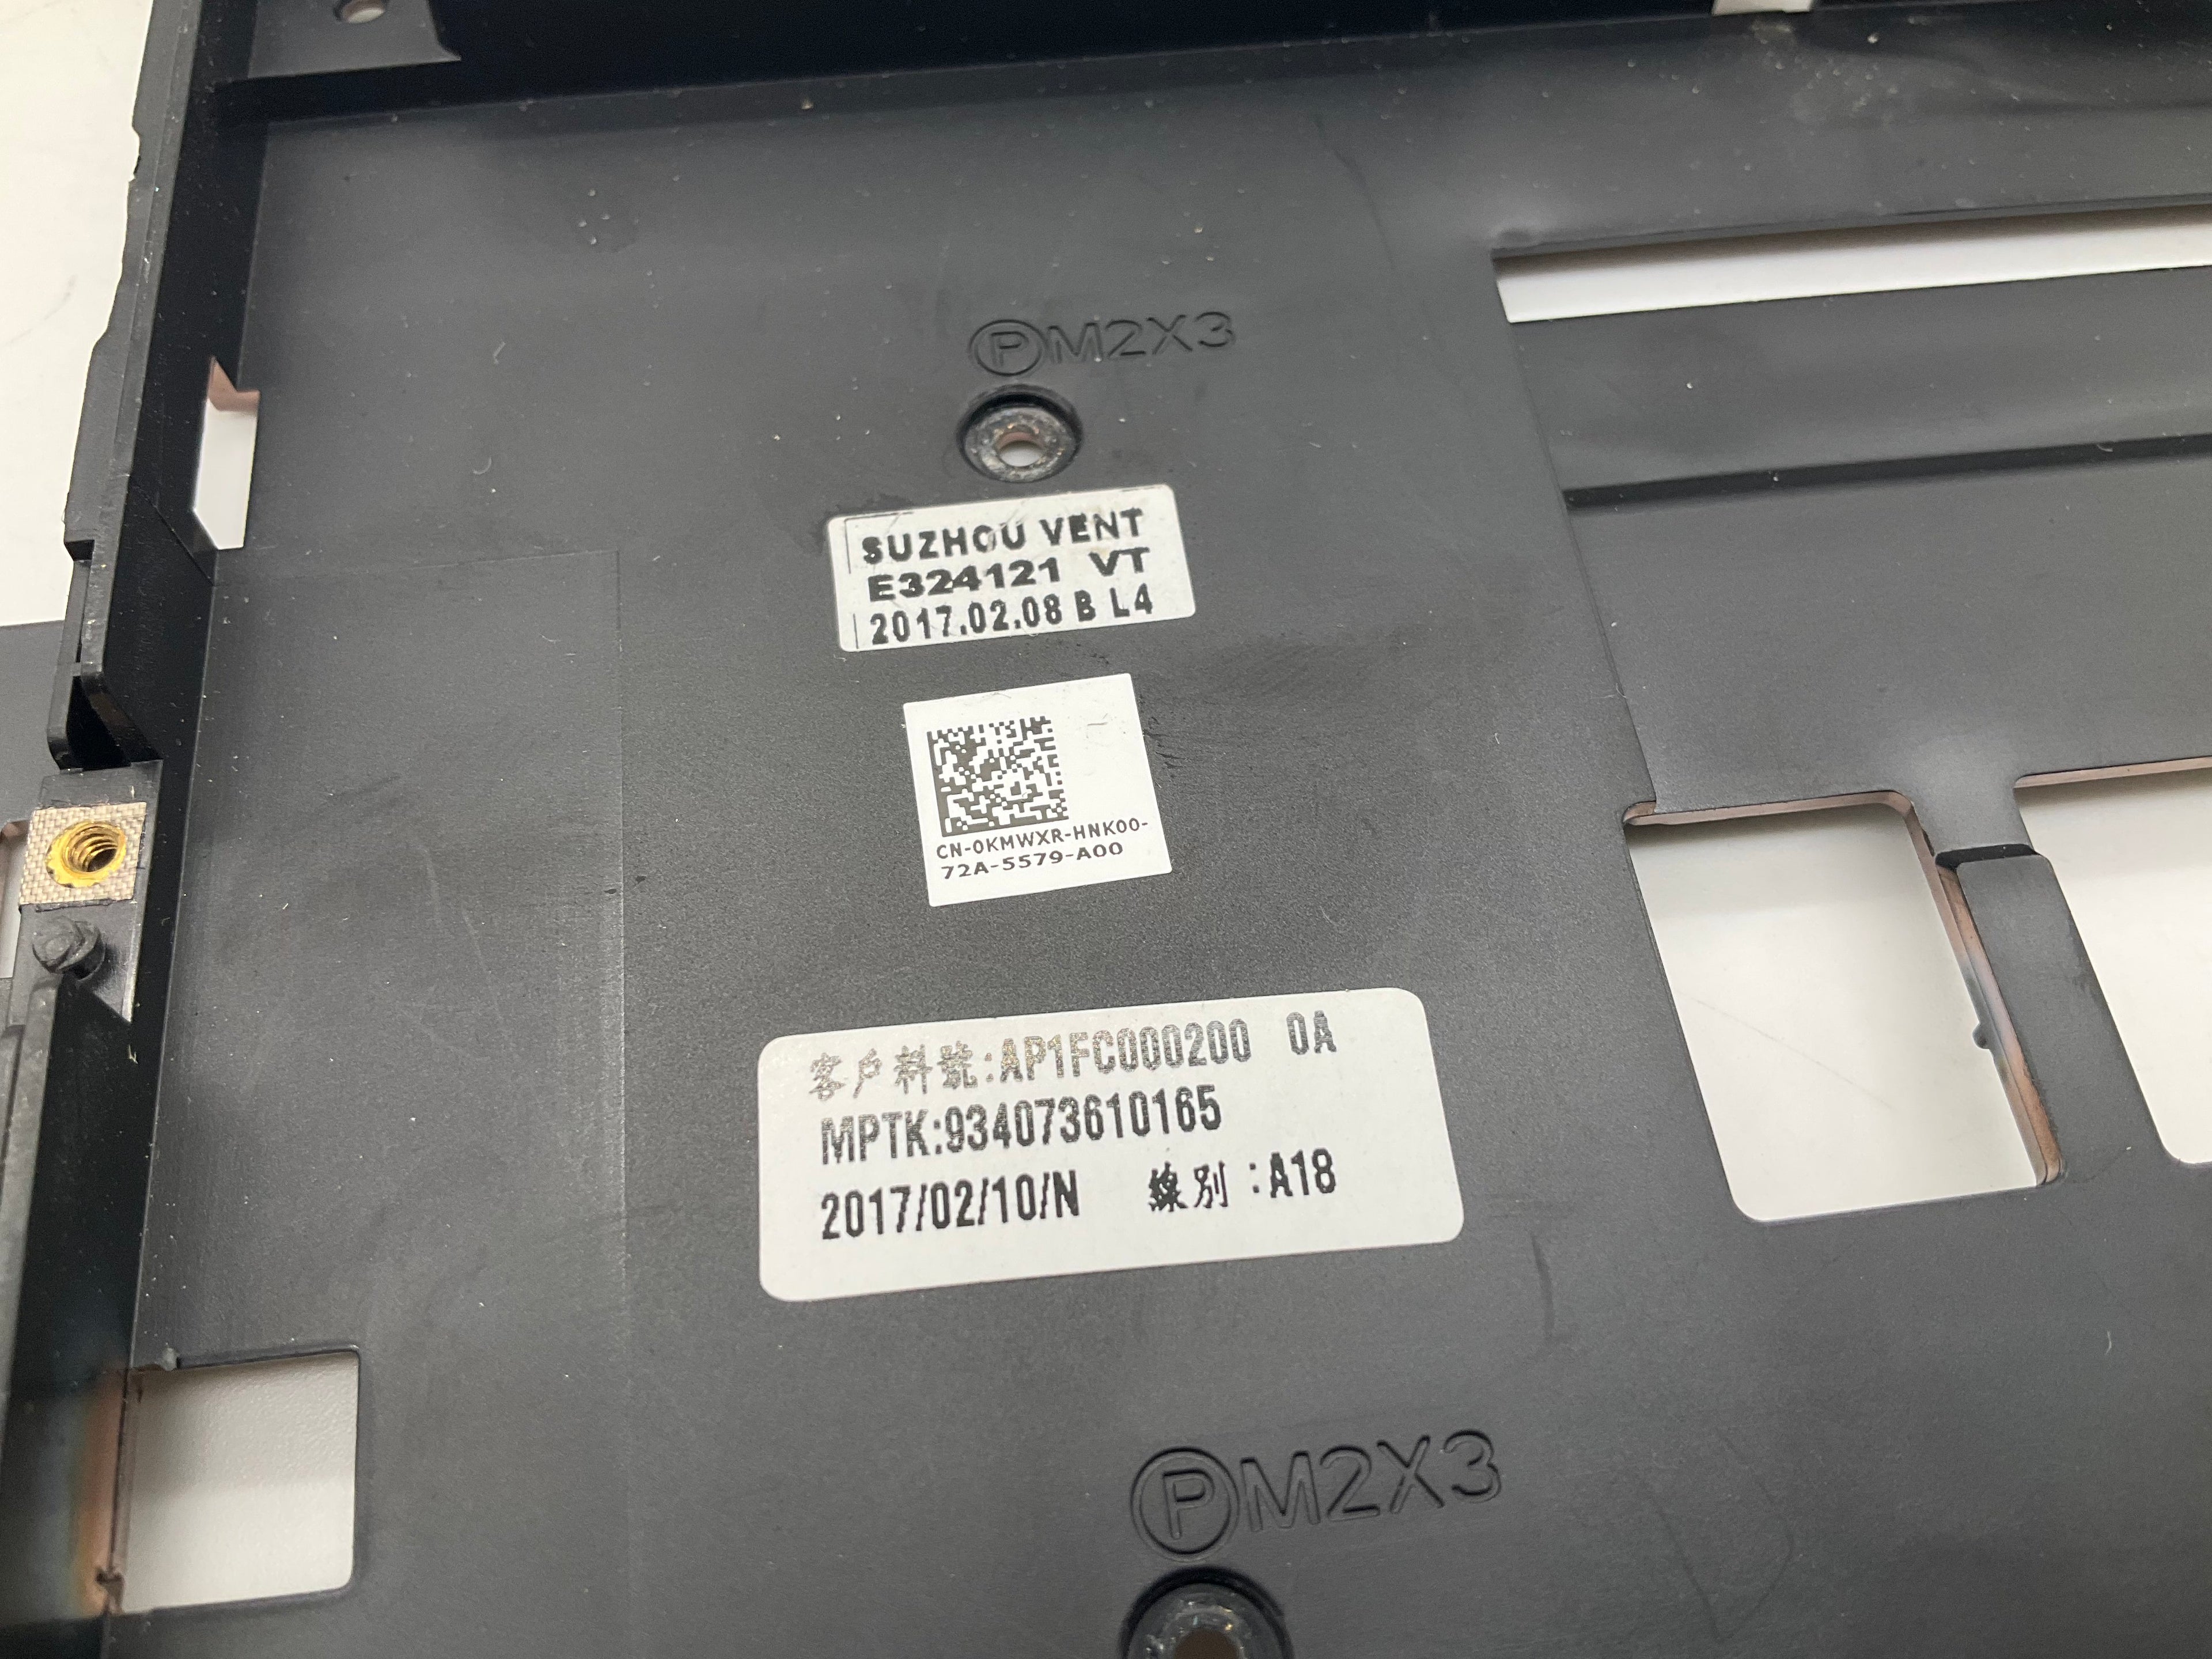 ⓅM2X3
SUZHOU VENT
E324121 VT
2017.02.08 B L4
CN-0KMWXR-HNK00-
72A-5579-A00
客户料號:AP1FC000200 0A
MPTK:934073610165
2017/02/10/N 線別:A18
ⓅM2X3